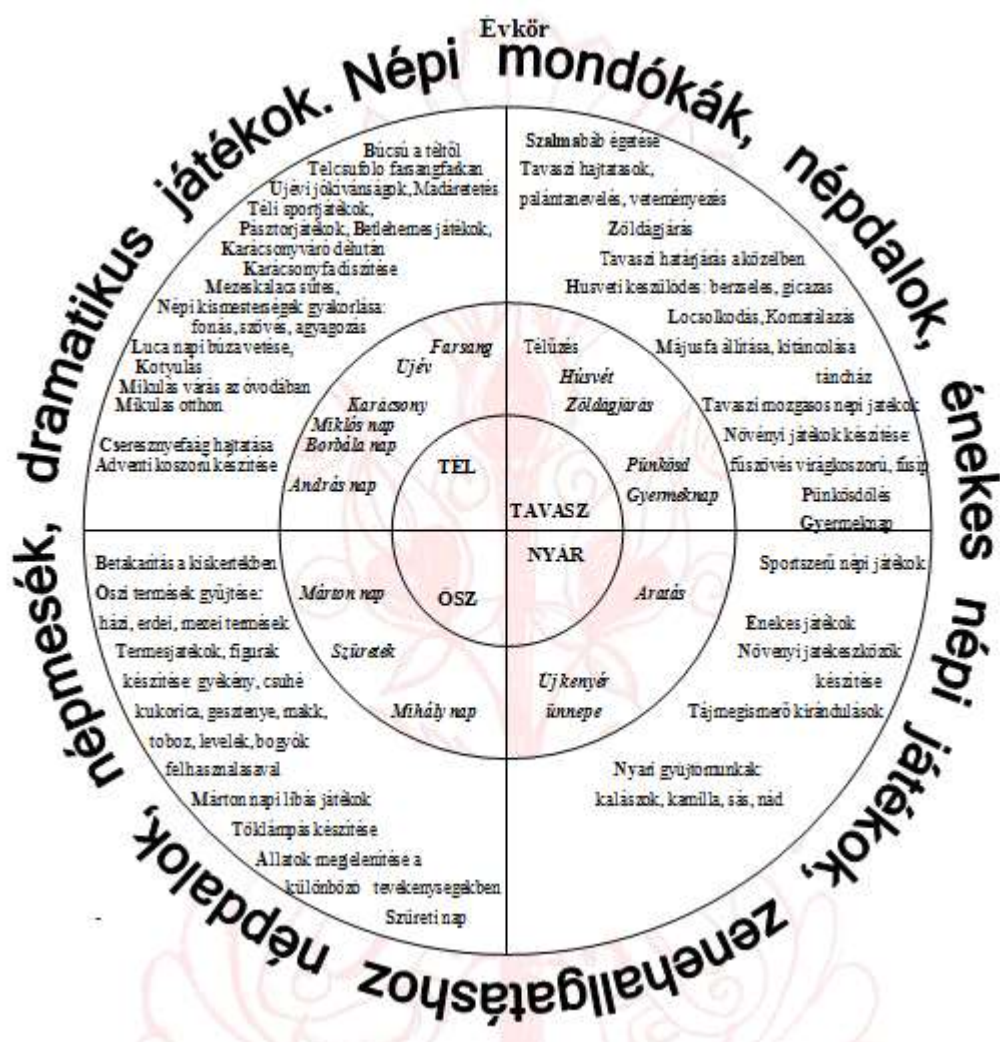 Évkör
Népi mondókák, népdalok, énekes népi játékok, zenehallgatáshoz népdalok, népmesék, dramatikus játékok.
Búcsú a téltől
Télcsúfoló farsangfarkan
Újévi jókívánságok, Madáretetés
Téli sportjátékok,
Pásztorjátékok, Betlehemes játékok,
Karácsonyváró délután
Karácsonyfa díszítése
Mézeskalács sütés,
Népi kismesterségek gyakorlása:
fonás, szövés, agyagozás
Luca napi búza vetése,
Kotyulás
Mikulás várás az óvodában
Mikulás otthon
Cseresznyefaág hajtatása
Adventi koszorú készítése
Farsang
Újév
Karácsony
Miklós nap
Borbála nap
András nap
TÉL
Szalmabáb égetése
Tavaszi hajtatások,
palántanevelés, veteményezés
Zöldágjárás
Tavaszi határjárás a közelben
Húsvéti készülődés: berzselés, gicázás
Locsolkodás, Komatálazás
Májusfa állítása, kitáncolása
táncház
Tavaszi mozgásos népi játékok
Növényi játékok készítése:
fűszövés virágkoszorú, fűsíp
Pünkösdölés
Gyermeknap
Télűzés
Húsvét
Zöldágjárás
Pünkösd
Gyermeknap
TAVASZ
NYÁR
Aratás
Új kenyér
ünnepe
Sportszerű népi játékok
Énekes játékok
Növényi játékeszközök
készítése
Tájmegismerő kirándulások
Nyári gyűjtőmunkák:
kalászok, kamilla, sás, nád
ŐSZ
Márton nap
Szüretek
Mihály nap
Betakarítás a kiskertekben
Őszi termések gyűjtése:
házi, erdei, mezei termések
Termésjátékok, figurák
készítése: gyékény, csuhé
kukorica, gesztenye, makk,
toboz, levelek, bogyók
felhasználásával
Márton napi libás játékok
Töklámpás készítése
Állatok megjelenítése a
különböző tevékenységekben
Szüreti nap
-